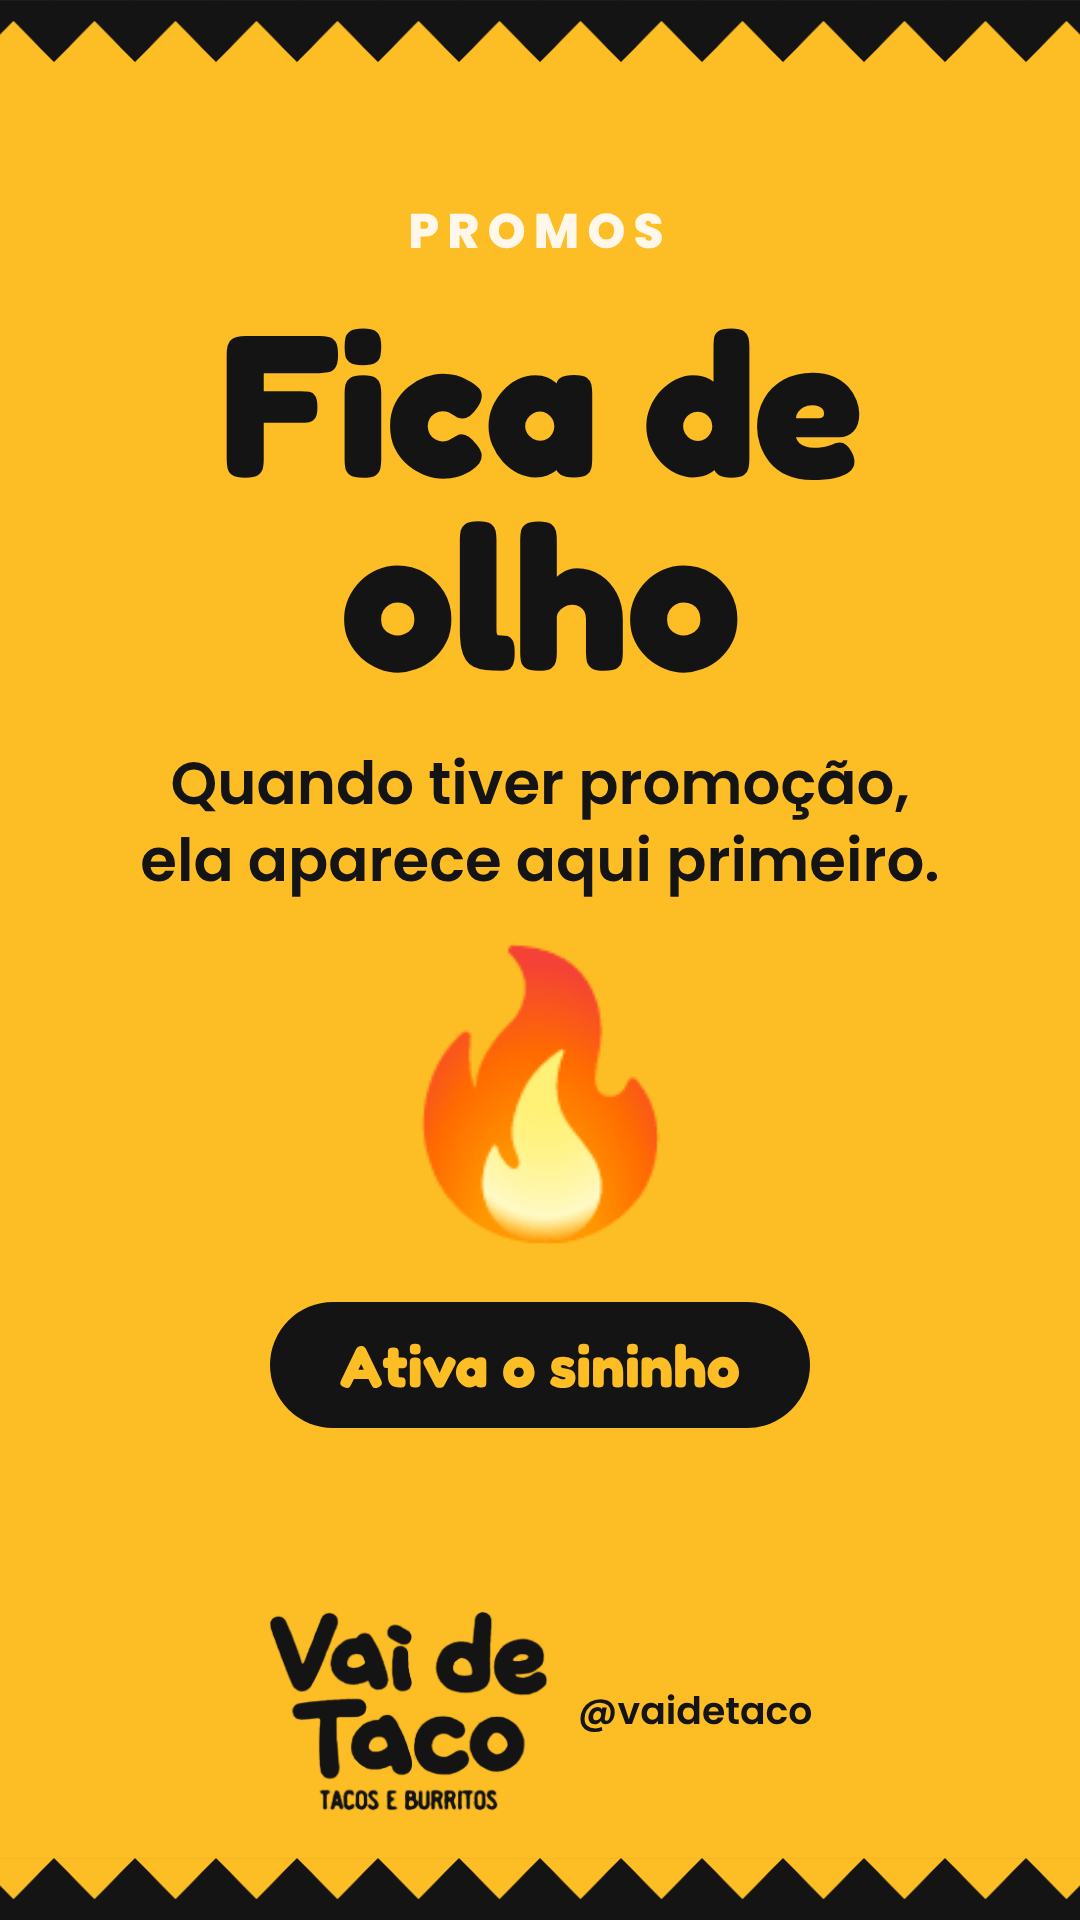 PROMOS
Fica de
olho
Quando tiver promoção,
ela aparece aqui primeiro.
Ativa o sininho
Vai de
Taco
TACOS E BURRITOS
@vaidetaco